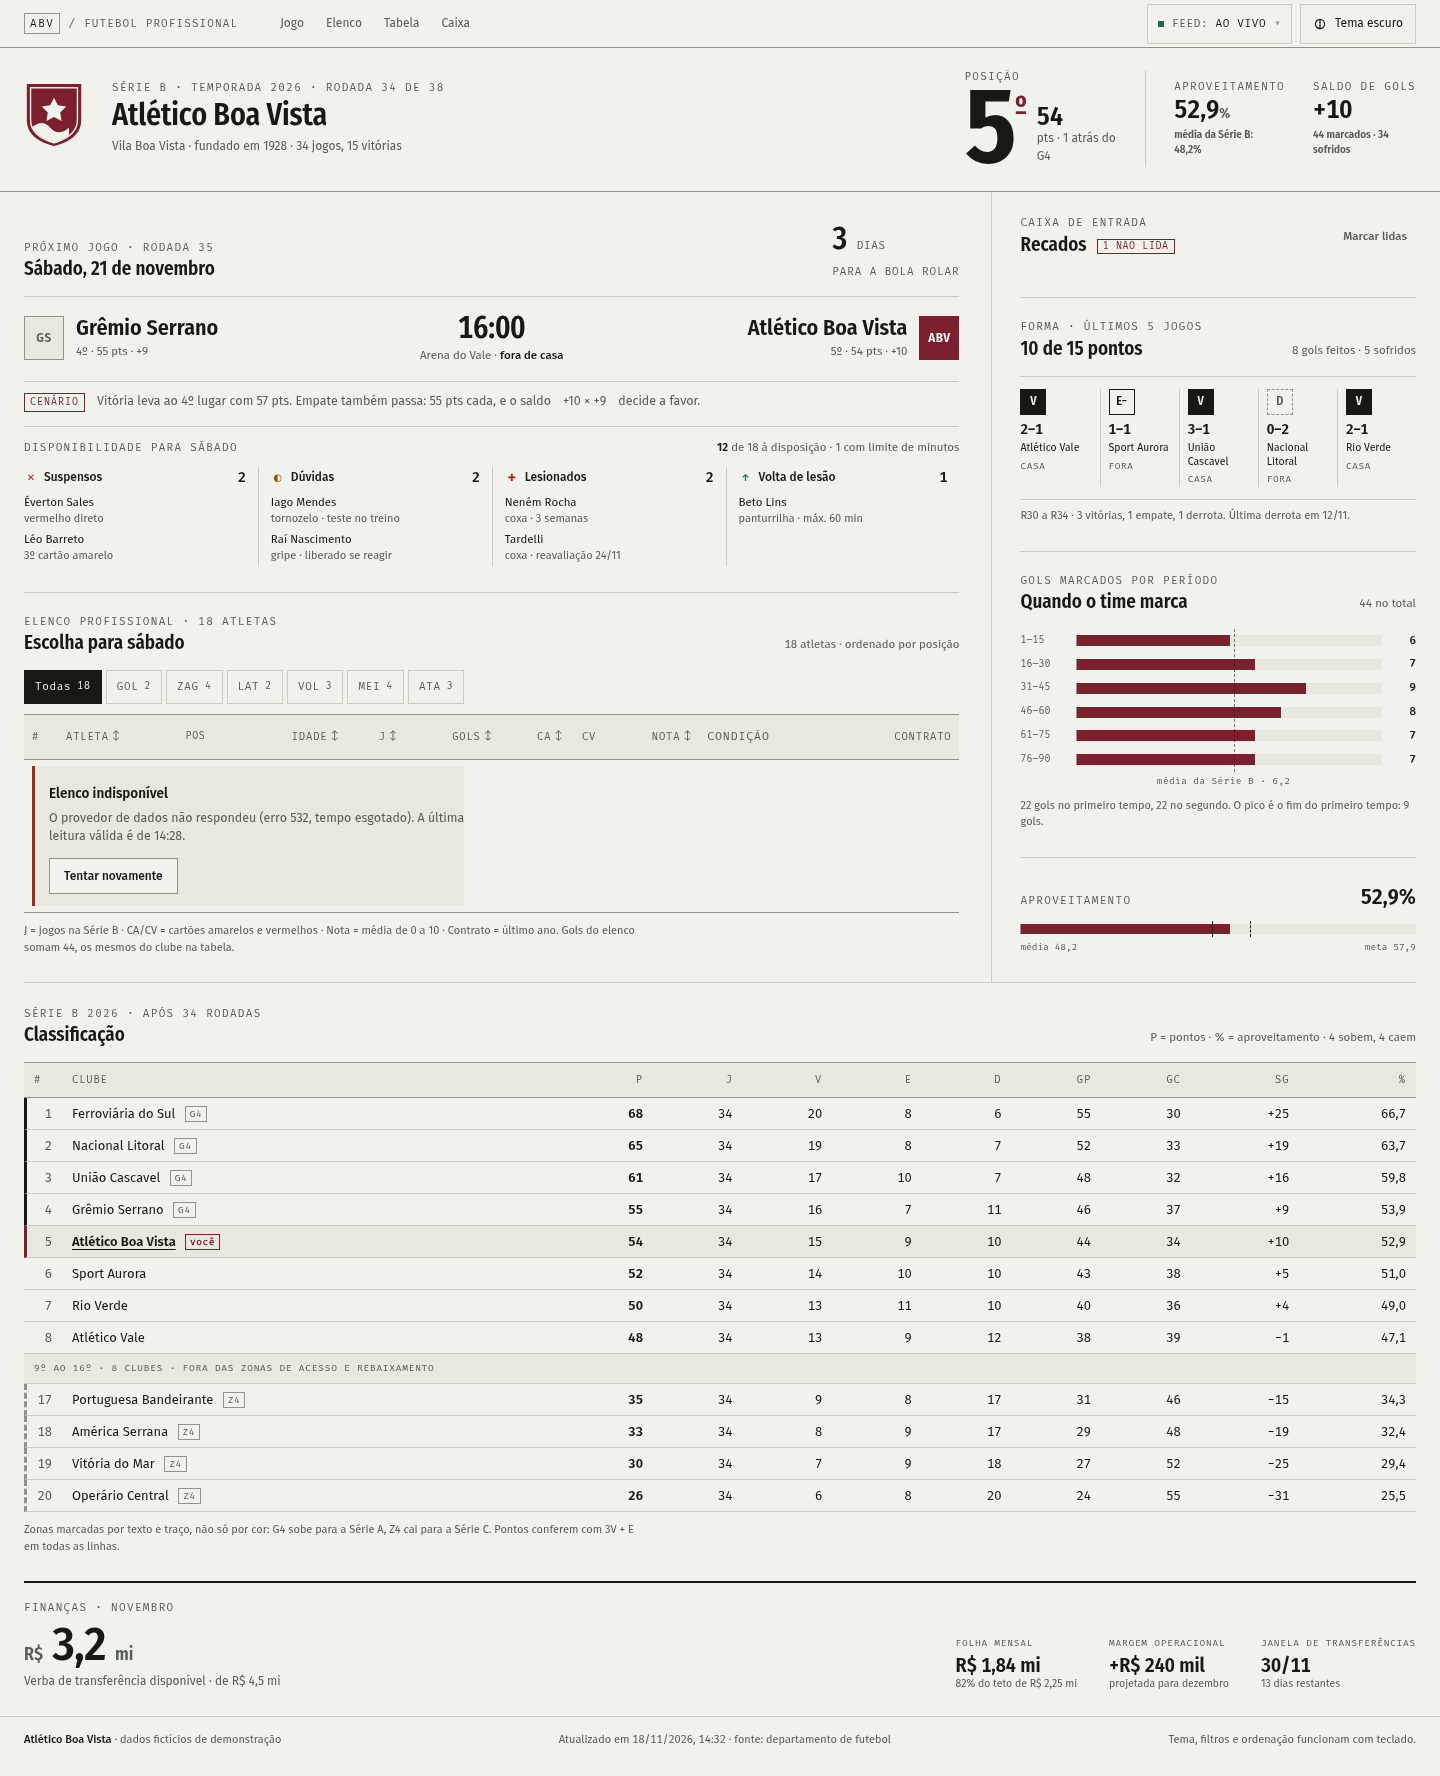 ABV / FUTEBOL PROFISSIONAL Jogo Elenco Tabela Caixa FEED: AO VIVO ▾ Tema escuro
SÉRIE B · TEMPORADA 2026 · RODADA 34 DE 38
Atlético Boa Vista
Vila Boa Vista · fundado em 1928 · 34 jogos, 15 vitórias
POSIÇÃO
5º
54
pts · 1 atrás do
G4
APROVEITAMENTO
52,9%
média da Série B:
48,2%
SALDO DE GOLS
+10
44 marcados · 34
sofridos
PRÓXIMO JOGO · RODADA 35
Sábado, 21 de novembro
3 DIAS
PARA A BOLA ROLAR
GS
Grêmio Serrano
4º · 55 pts · +9
16:00
Arena do Vale · fora de casa
Atlético Boa Vista
5º · 54 pts · +10
ABV
CENÁRIO Vitória leva ao 4º lugar com 57 pts. Empate também passa: 55 pts cada, e o saldo +10 × +9 decide a favor.
DISPONIBILIDADE PARA SÁBADO
12 de 18 à disposição · 1 com limite de minutos
× Suspensos 2
Éverton Sales
vermelho direto
Léo Barreto
3º cartão amarelo
◐ Dúvidas 2
Iago Mendes
tornozelo · teste no treino
Raí Nascimento
gripe · liberado se reagir
✚ Lesionados 2
Neném Rocha
coxa · 3 semanas
Tardelli
coxa · reavaliação 24/11
↑ Volta de lesão 1
Beto Lins
panturrilha · máx. 60 min
ELENCO PROFISSIONAL · 18 ATLETAS
Escolha para sábado
18 atletas · ordenado por posição
Todas 18 GOL 2 ZAG 4 LAT 2 VOL 3 MEI 4 ATA 3
# ATLETA↕ POS IDADE↕ J↕ GOLS↕ CA↕ CV NOTA↕ CONDIÇÃO CONTRATO
Elenco indisponível
O provedor de dados não respondeu (erro 532, tempo esgotado). A última
leitura válida é de 14:28.
Tentar novamente
J = jogos na Série B · CA/CV = cartões amarelos e vermelhos · Nota = média de 0 a 10 · Contrato = último ano. Gols do elenco
somam 44, os mesmos do clube na tabela.
CAIXA DE ENTRADA
Recados 1 NÃO LIDA
Marcar lidas
FORMA · ÚLTIMOS 5 JOGOS
10 de 15 pontos
8 gols feitos · 5 sofridos
V
2–1
Atlético Vale
CASA
E–
1–1
Sport Aurora
FORA
V
3–1
União
Cascavel
CASA
D
0–2
Nacional
Litoral
FORA
V
2–1
Rio Verde
CASA
R30 a R34 · 3 vitórias, 1 empate, 1 derrota. Última derrota em 12/11.
GOLS MARCADOS POR PERÍODO
Quando o time marca
44 no total
1–15 6
16–30 7
31–45 9
46–60 8
61–75 7
76–90 7
média da Série B · 6,2
22 gols no primeiro tempo, 22 no segundo. O pico é o fim do primeiro tempo: 9
gols.
APROVEITAMENTO 52,9%
média 48,2 meta 57,9
SÉRIE B 2026 · APÓS 34 RODADAS
Classificação
P = pontos · % = aproveitamento · 4 sobem, 4 caem
# CLUBE P J V E D GP GC SG %
1 Ferroviária do Sul G4 68 34 20 8 6 55 30 +25 66,7
2 Nacional Litoral G4 65 34 19 8 7 52 33 +19 63,7
3 União Cascavel G4 61 34 17 10 7 48 32 +16 59,8
4 Grêmio Serrano G4 55 34 16 7 11 46 37 +9 53,9
5 Atlético Boa Vista você 54 34 15 9 10 44 34 +10 52,9
6 Sport Aurora 52 34 14 10 10 43 38 +5 51,0
7 Rio Verde 50 34 13 11 10 40 36 +4 49,0
8 Atlético Vale 48 34 13 9 12 38 39 −1 47,1
9º AO 16º · 8 CLUBES · FORA DAS ZONAS DE ACESSO E REBAIXAMENTO
17 Portuguesa Bandeirante Z4 35 34 9 8 17 31 46 −15 34,3
18 América Serrana Z4 33 34 8 9 17 29 48 −19 32,4
19 Vitória do Mar Z4 30 34 7 9 18 27 52 −25 29,4
20 Operário Central Z4 26 34 6 8 20 24 55 −31 25,5
Zonas marcadas por texto e traço, não só por cor: G4 sobe para a Série A, Z4 cai para a Série C. Pontos conferem com 3V + E
em todas as linhas.
FINANÇAS · NOVEMBRO
R$ 3,2 mi
Verba de transferência disponível · de R$ 4,5 mi
FOLHA MENSAL
R$ 1,84 mi
82% do teto de R$ 2,25 mi
MARGEM OPERACIONAL
+R$ 240 mil
projetada para dezembro
JANELA DE TRANSFERÊNCIAS
30/11
13 dias restantes
Atlético Boa Vista · dados fictícios de demonstração
Atualizado em 18/11/2026, 14:32 · fonte: departamento de futebol
Tema, filtros e ordenação funcionam com teclado.